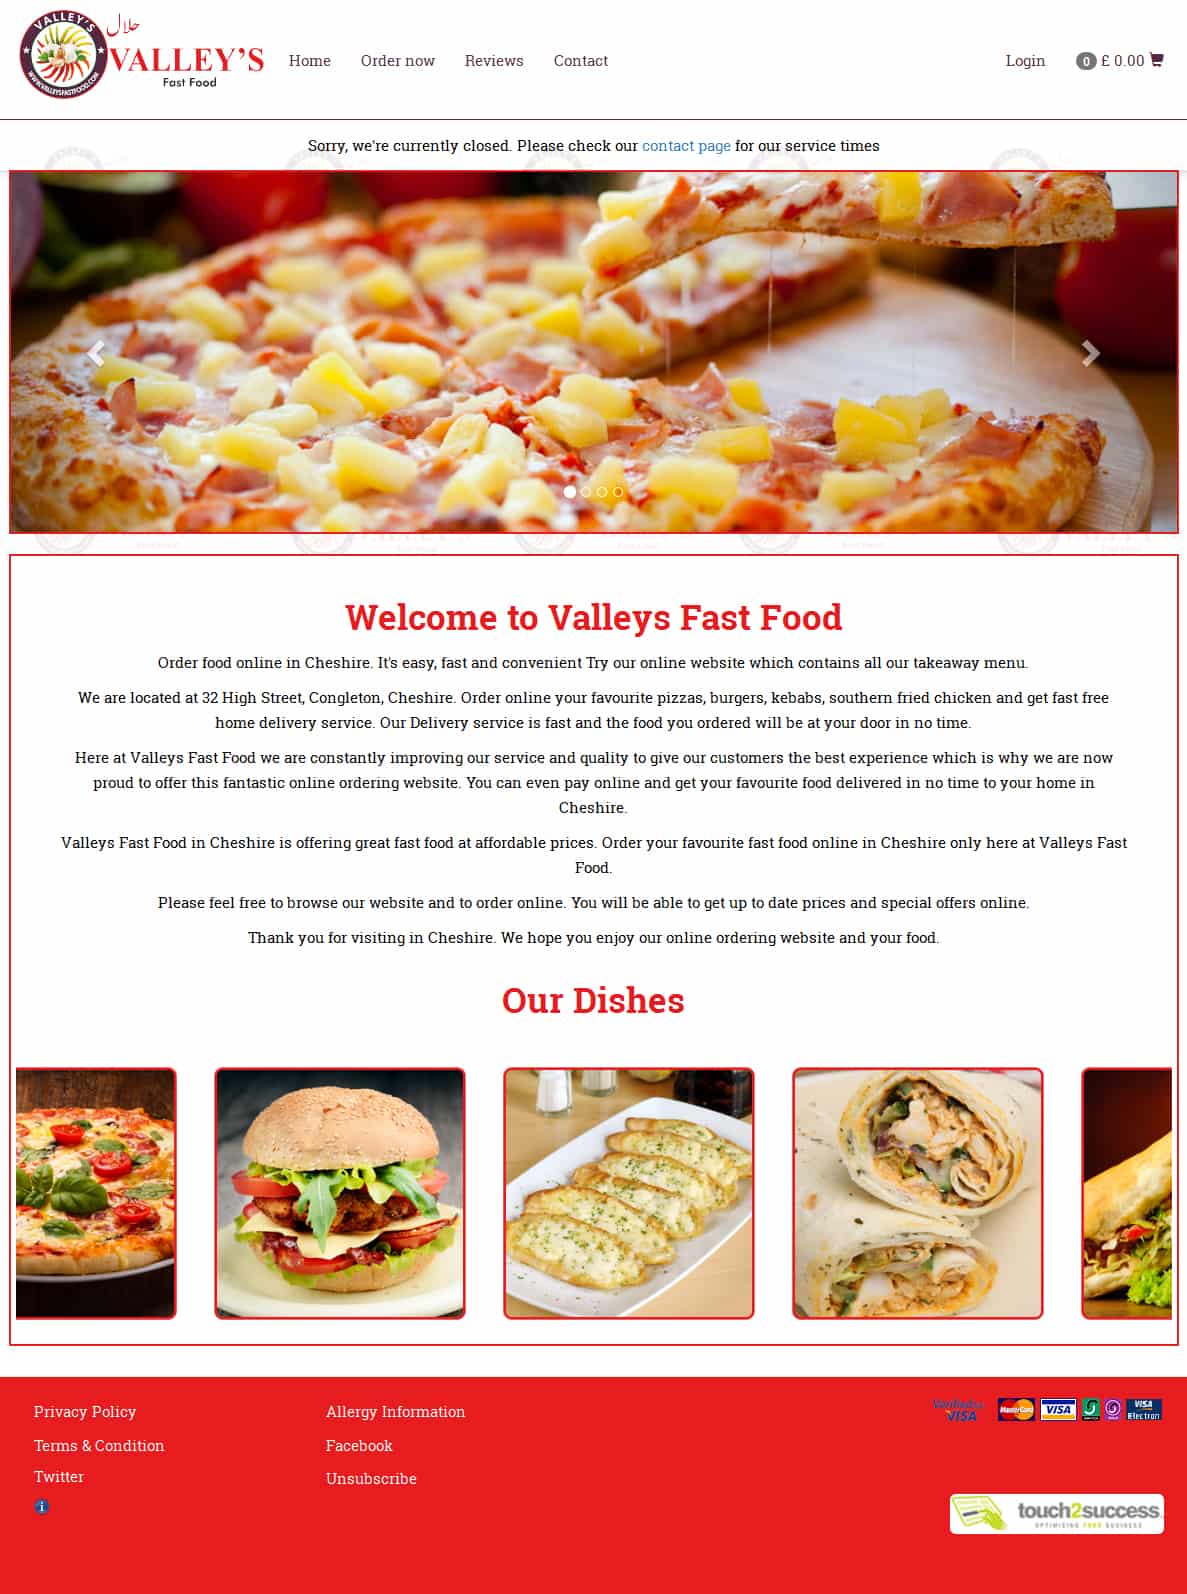 VALLEY'S
WWW.VALLEYSFASTFOOD.COM
حلال
VALLEY'S
Fast Food
Home
Order now
Reviews
Contact
Login
0 £ 0.00
Sorry, we're currently closed. Please check our contact page for our service times
Welcome to Valleys Fast Food
Order food online in Cheshire. It's easy, fast and convenient Try our online website which contains all our takeaway menu.
We are located at 32 High Street, Congleton, Cheshire. Order online your favourite pizzas, burgers, kebabs, southern fried chicken and get fast free
home delivery service. Our Delivery service is fast and the food you ordered will be at your door in no time.
Here at Valleys Fast Food we are constantly improving our service and quality to give our customers the best experience which is why we are now
proud to offer this fantastic online ordering website. You can even pay online and get your favourite food delivered in no time to your home in
Cheshire.
Valleys Fast Food in Cheshire is offering great fast food at affordable prices. Order your favourite fast food online in Cheshire only here at Valleys Fast
Food.
Please feel free to browse our website and to order online. You will be able to get up to date prices and special offers online.
Thank you for visiting in Cheshire. We hope you enjoy our online ordering website and your food.
Our Dishes
Privacy Policy
Allergy Information
Verified by
VISA
MasterCard
VISA
VISA
Electron
Terms & Condition
Facebook
Twitter
Unsubscribe
i
touch2success
OPTIMISING YOUR BUSINESS